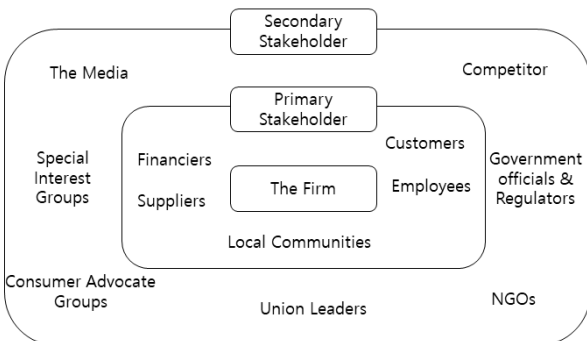 Secondary
Stakeholder
The Media
Competitor
Primary
Stakeholder
Customers
Special
Interest
Groups
Financiers
Government
officials &
Regulators
The Firm
Employees
Suppliers
Local Communities
Consumer Advocate
Groups
Union Leaders
NGOs